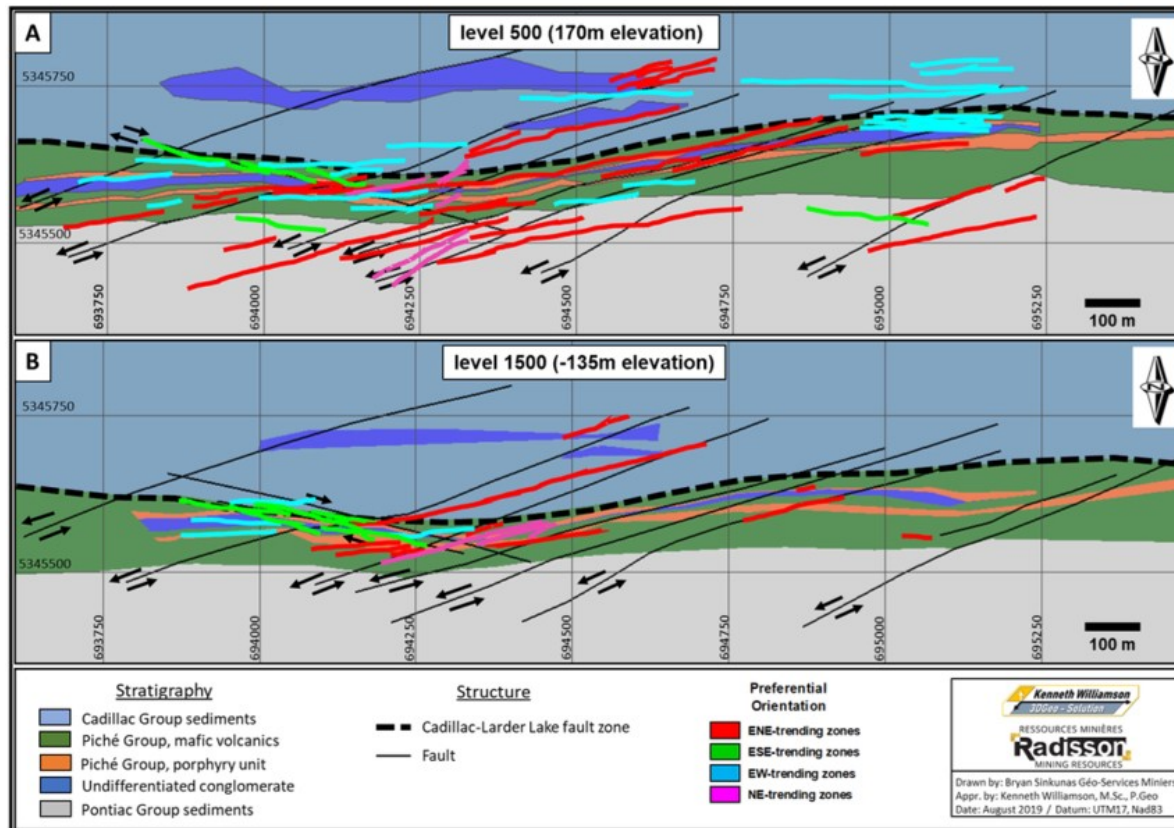 A
level 500 (170m elevation)
5345750
5345500
693750
694000
694250
694500
694750
695000
695250
N
100 m
B
level 1500 (-135m elevation)
5345750
5345500
693750
694000
694250
694500
694750
695000
695250
N
100 m
Stratigraphy
Cadillac Group sediments
Piché Group, mafic volcanics
Piché Group, porphyry unit
Undifferentiated conglomerate
Pontiac Group sediments
Structure
Cadillac-Larder Lake fault zone
Fault
Preferential
Orientation
ENE-trending zones
ESE-trending zones
EW-trending zones
NE-trending zones
Kenneth Williamson
3DGeo - Solution
RESSOURCES MINIÈRES
Radisson
MINING RESOURCES
Drawn by: Bryan Sinkunas Géo-Services Miniers
Appr. by: Kenneth Williamson, M.Sc., P.Geo
Date: August 2019 / Datum: UTM17, Nad83